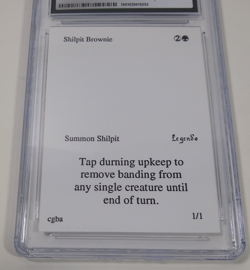 Shilpit Brownie 2
Summon Shilpit Legends
Tap durning upkeep to
remove banding from
any single creature until
end of turn.
cgba 1/1